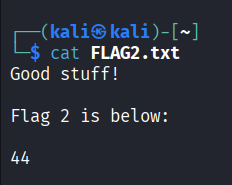 ┌──(kali㉿kali)-[~]
└─$ cat FLAG2.txt
Good stuff!
Flag 2 is below:
44